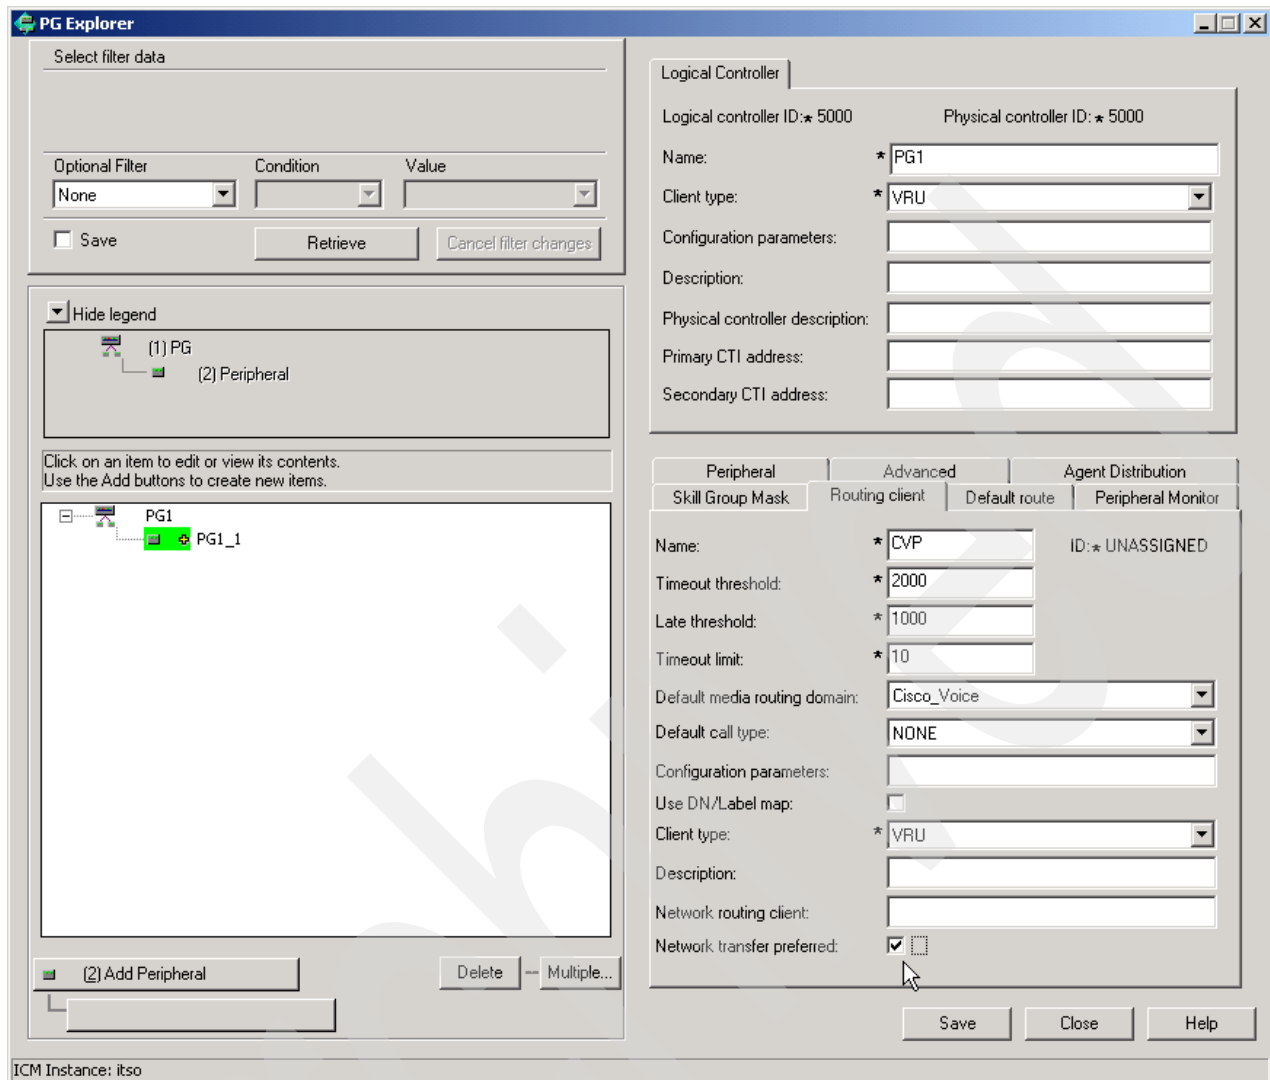 PG Explorer
Select filter data
Optional Filter Condition Value
None
Save Retrieve Cancel filter changes
Hide legend
(1) PG
(2) Peripheral
Click on an item to edit or view its contents.
Use the Add buttons to create new items.
PG1
PG1_1
(2) Add Peripheral Delete Multiple...
Logical Controller
Logical controller ID:* 5000 Physical controller ID: * 5000
Name: * PG1
Client type: * VRU
Configuration parameters:
Description:
Physical controller description:
Primary CTI address:
Secondary CTI address:
Peripheral Advanced Agent Distribution
Skill Group Mask Routing client Default route Peripheral Monitor
Name: * CVP ID:* UNASSIGNED
Timeout threshold: * 2000
Late threshold: * 1000
Timeout limit: * 10
Default media routing domain: Cisco_Voice
Default call type: NONE
Configuration parameters:
Use DN/Label map:
Client type: * VRU
Description:
Network routing client:
Network transfer preferred:
Save Close Help
ICM Instance: itso